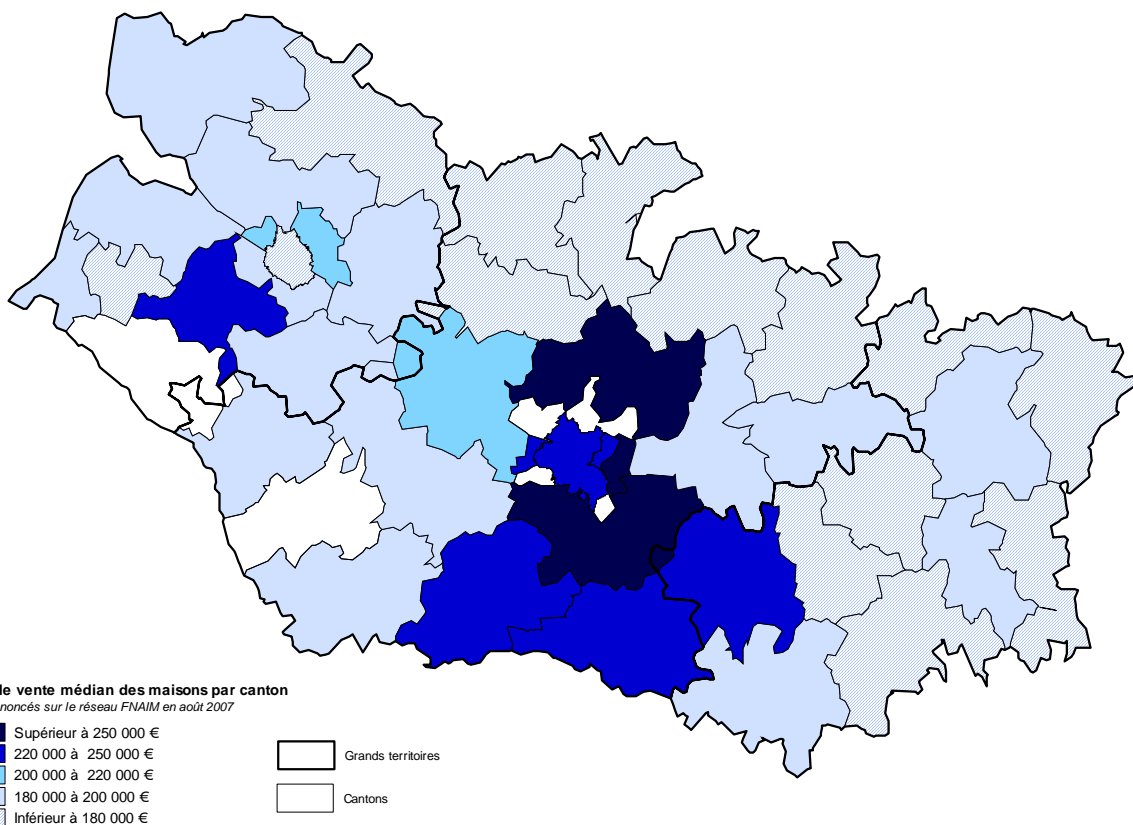 de vente médian des maisons par canton
noncés sur le réseau FNAIM en août 2007
Supérieur à 250 000 €
220 000 à 250 000 €
200 000 à 220 000 €
180 000 à 200 000 €
Inférieur à 180 000 €
Grands territoires
Cantons